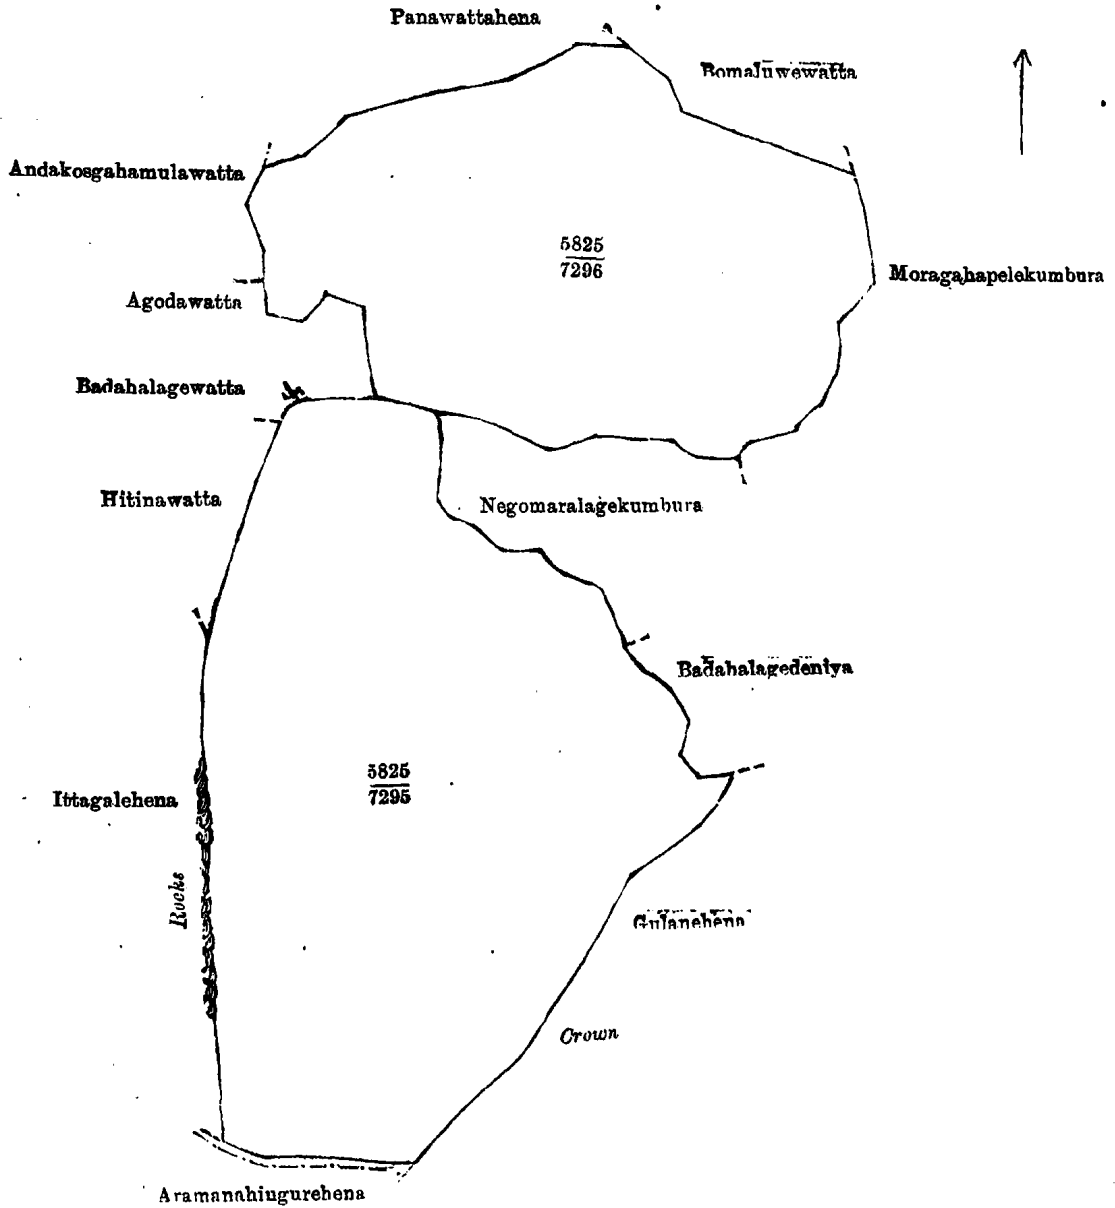 Panawattahena
Bomaluwewatta
Andakosgahamulawatta
5825
7296
Moragahapelekumbura
Agodawatta
Badahalagewatta
Hitinawatta
Negomaralagekumbura
Badahalagedeniya
5825
7295
Ittagalehena
Rocks
Gulanehena
Crown
Aramanahingurehena